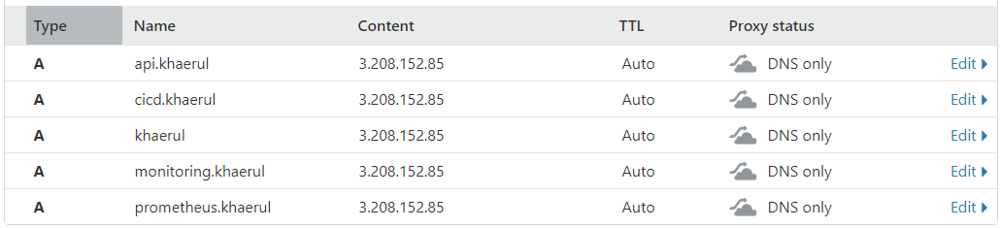 Type Name Content TTL Proxy status
A api.khaerul 3.208.152.85 Auto DNS only Edit
A cicd.khaerul 3.208.152.85 Auto DNS only Edit
A khaerul 3.208.152.85 Auto DNS only Edit
A monitoring.khaerul 3.208.152.85 Auto DNS only Edit
A prometheus.khaerul 3.208.152.85 Auto DNS only Edit